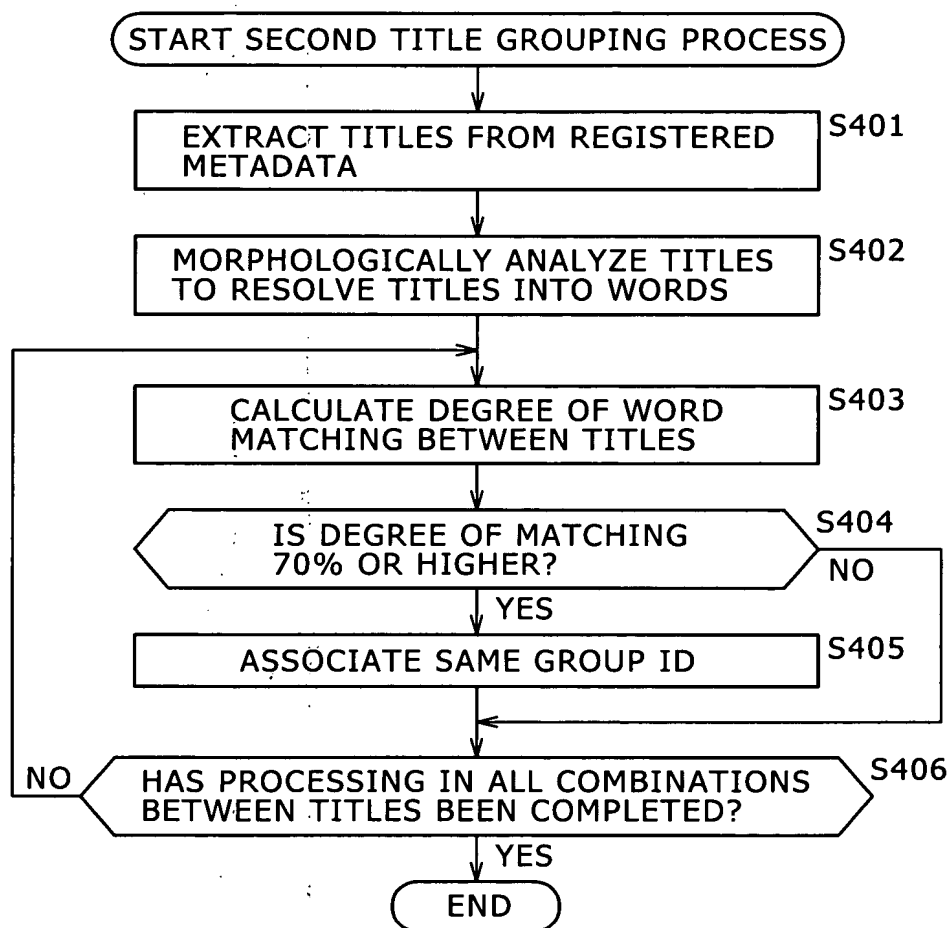 START SECOND TITLE GROUPING PROCESS
S401
EXTRACT TITLES FROM REGISTERED
METADATA
S402
MORPHOLOGICALLY ANALYZE TITLES
TO RESOLVE TITLES INTO WORDS
S403
CALCULATE DEGREE OF WORD
MATCHING BETWEEN TITLES
S404
IS DEGREE OF MATCHING
70% OR HIGHER?
NO
YES
S405
ASSOCIATE SAME GROUP ID
S406
NO
HAS PROCESSING IN ALL COMBINATIONS
BETWEEN TITLES BEEN COMPLETED?
YES
END